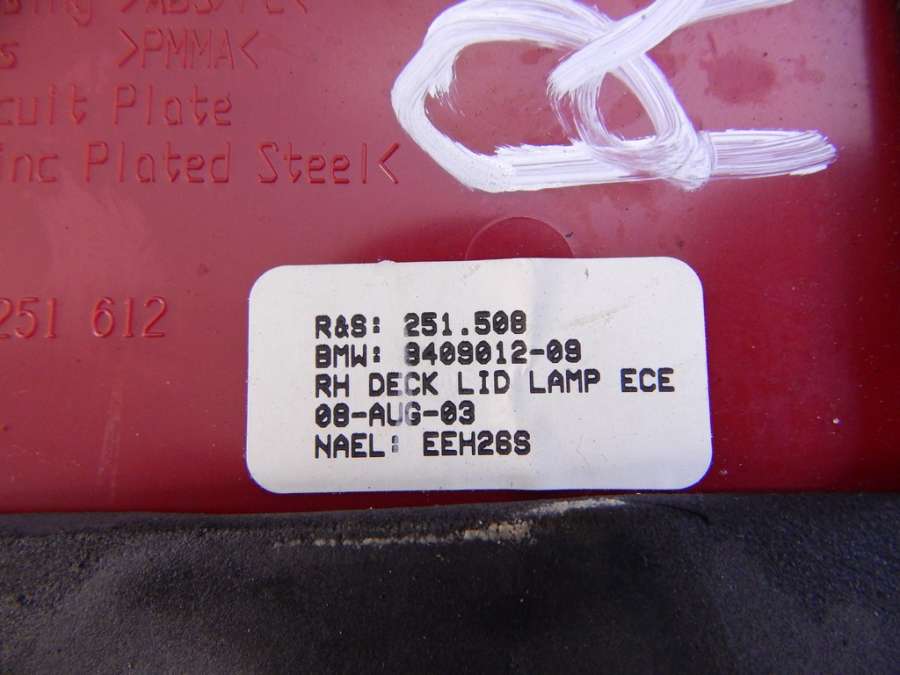 >PMMA<
cuit Plate
inc Plated Steel<
251 612
R&S: 251.508
BMW: 8409012-09
RH DECK LID LAMP ECE
08-AUG-03
NAEL: EEH26S